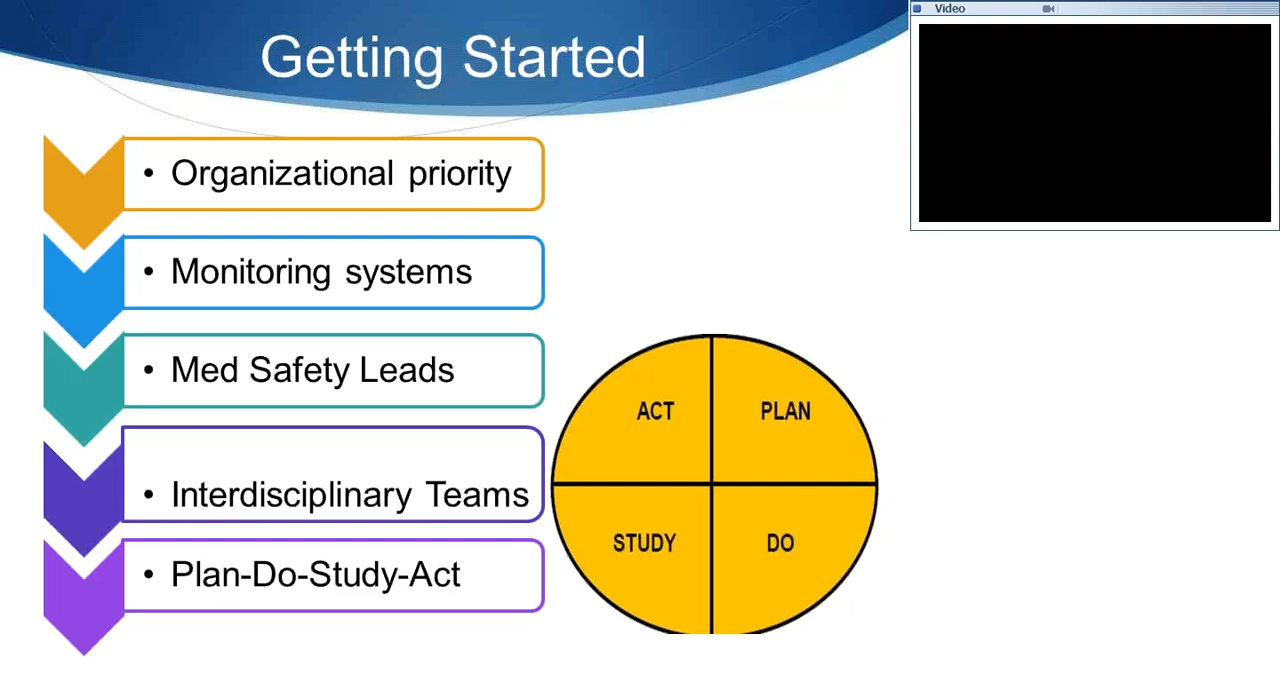 Getting Started
Video
• Organizational priority
• Monitoring systems
• Med Safety Leads
• Interdisciplinary Teams
• Plan-Do-Study-Act
ACT
PLAN
STUDY
DO